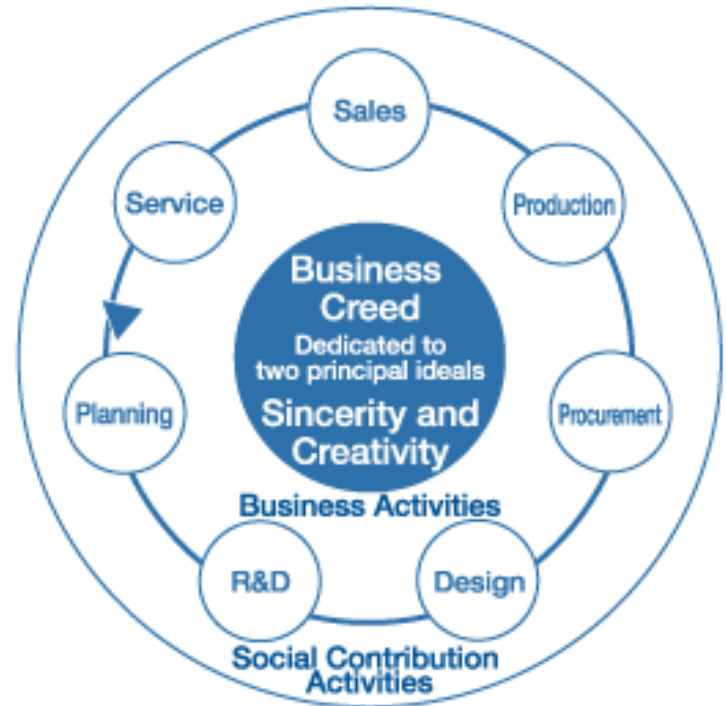 Sales
Service
Production
Business
Creed
Dedicated to
two principal ideals
Sincerity and
Creativity
Planning
Procurement
Business Activities
R&D
Design
Social Contribution
Activities